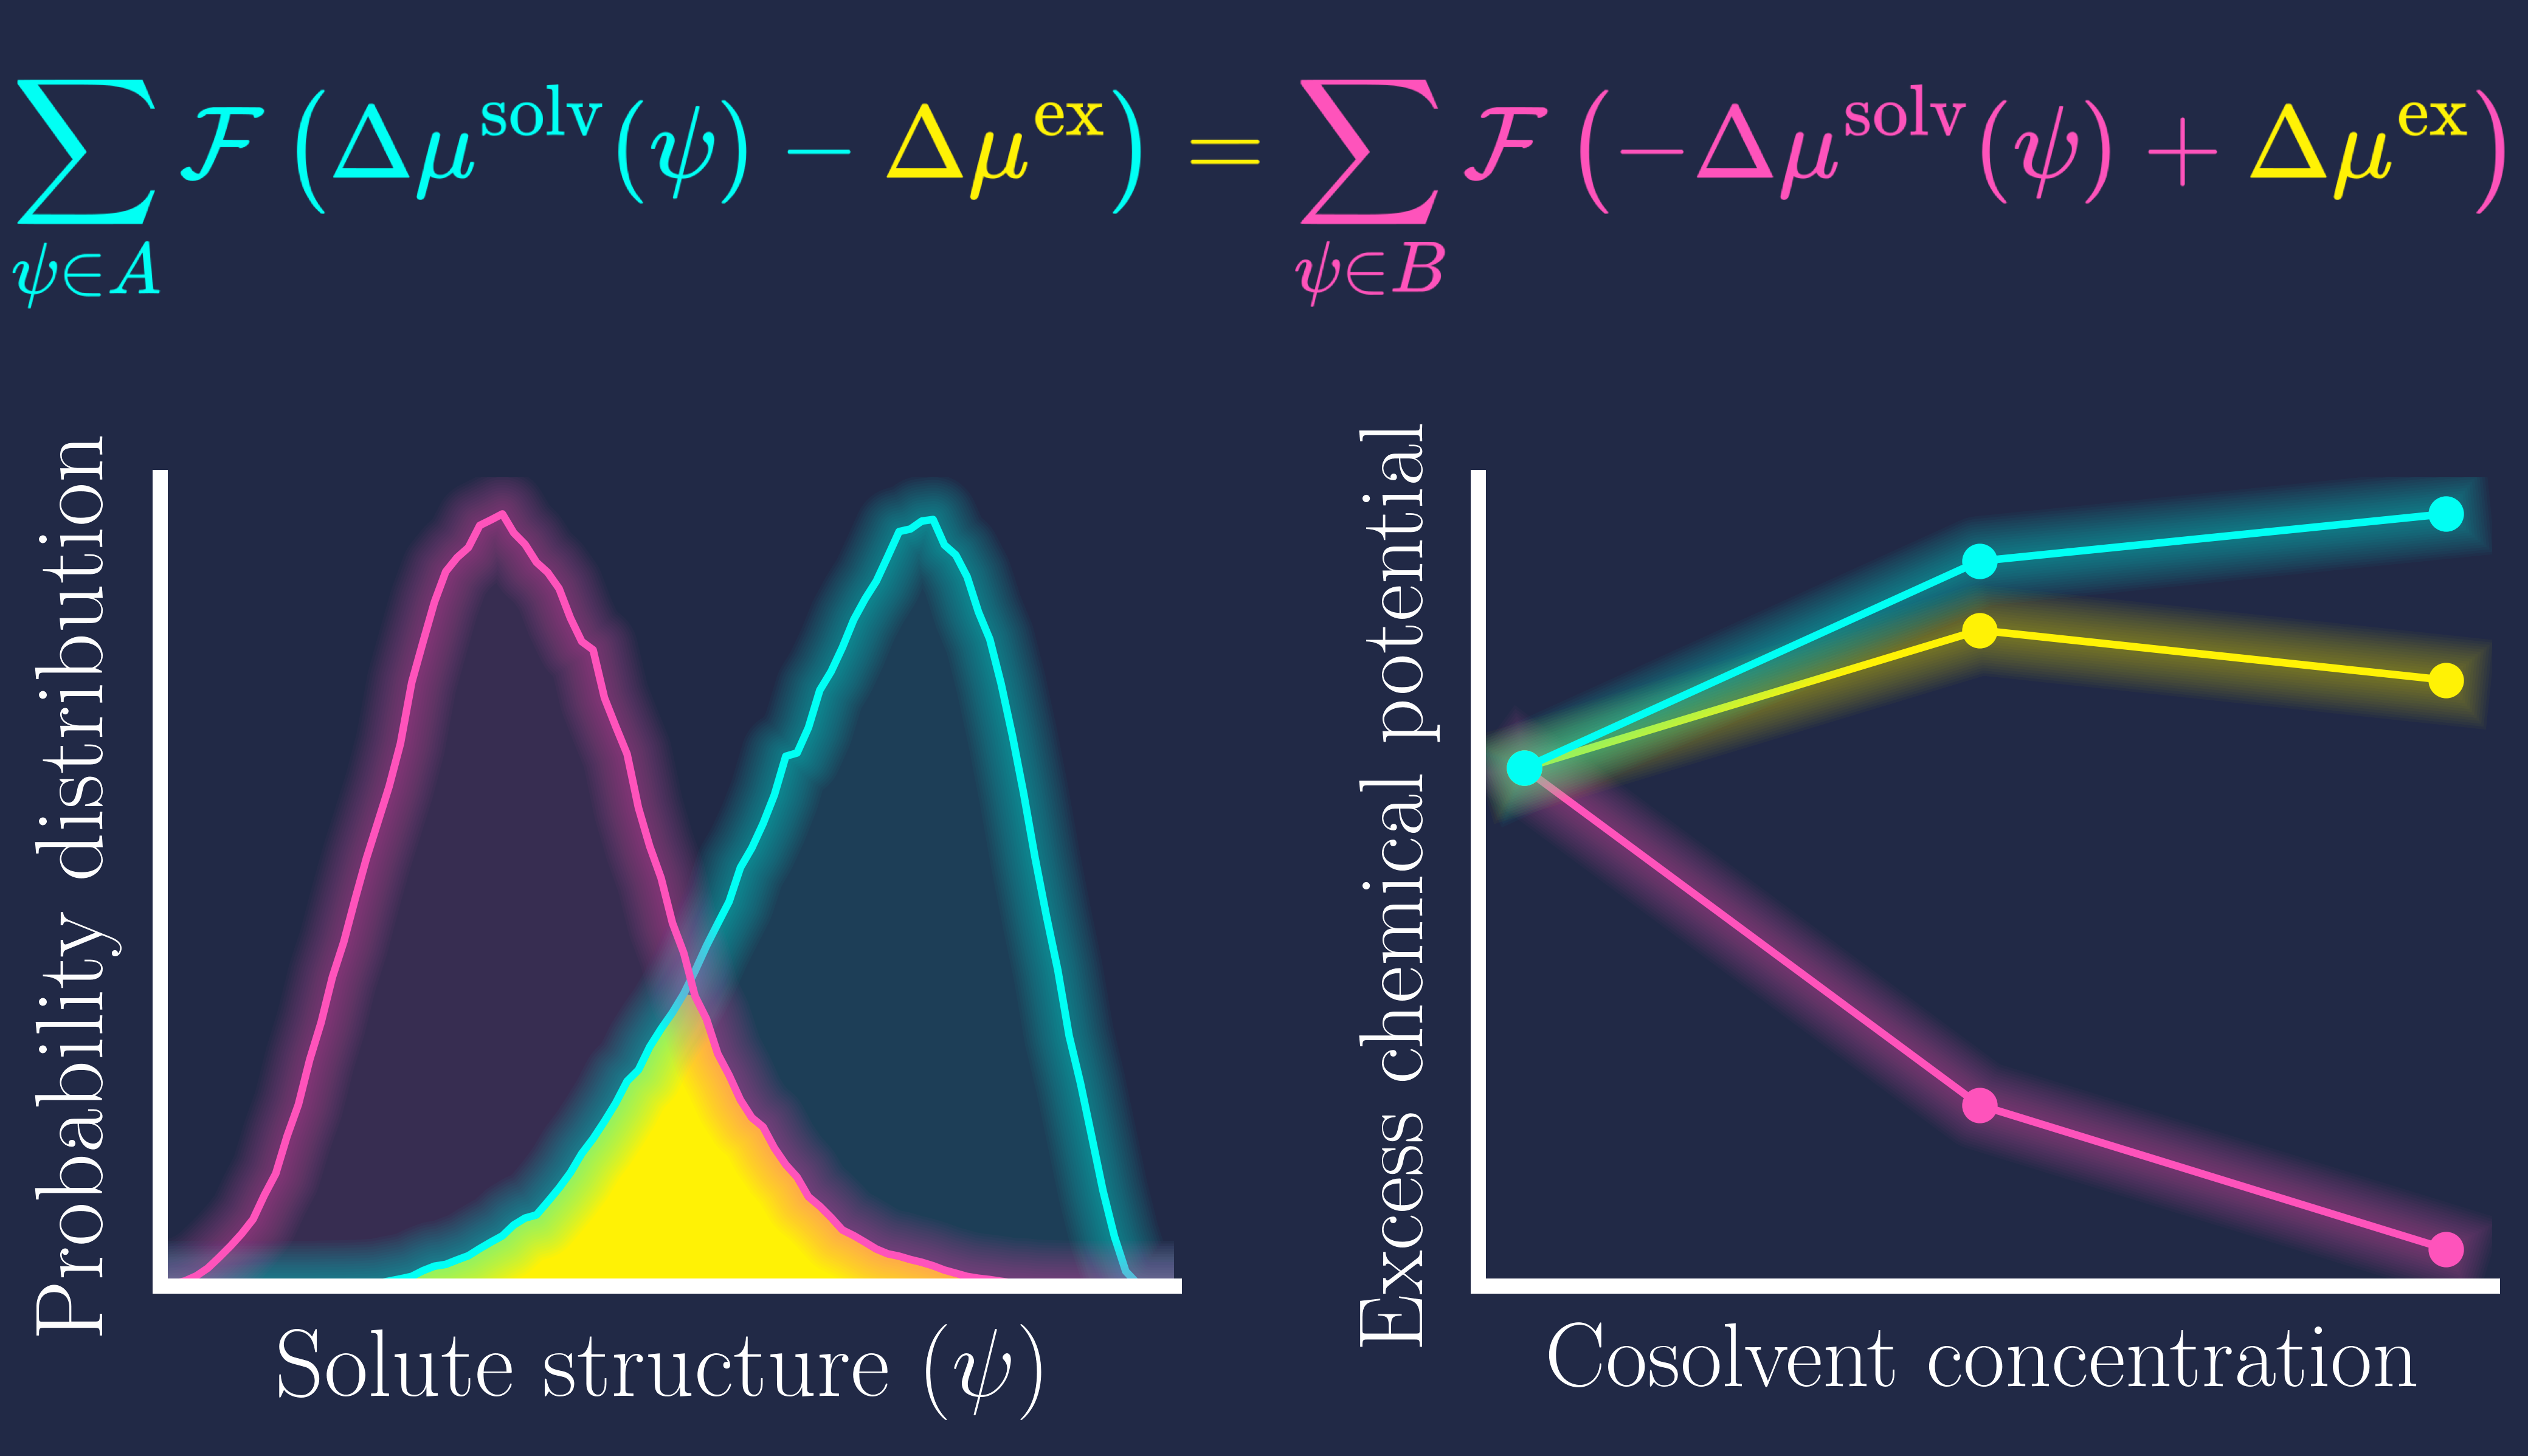 ∑ψ∈A 𝓕 (Δμ^solv(ψ) − Δμ^ex) = ∑ψ∈B 𝓕 (−Δμ^solv(ψ) + Δμ^ex)
Probability distribution
Solute structure (ψ)
Excess chemical potential
Cosolvent concentration